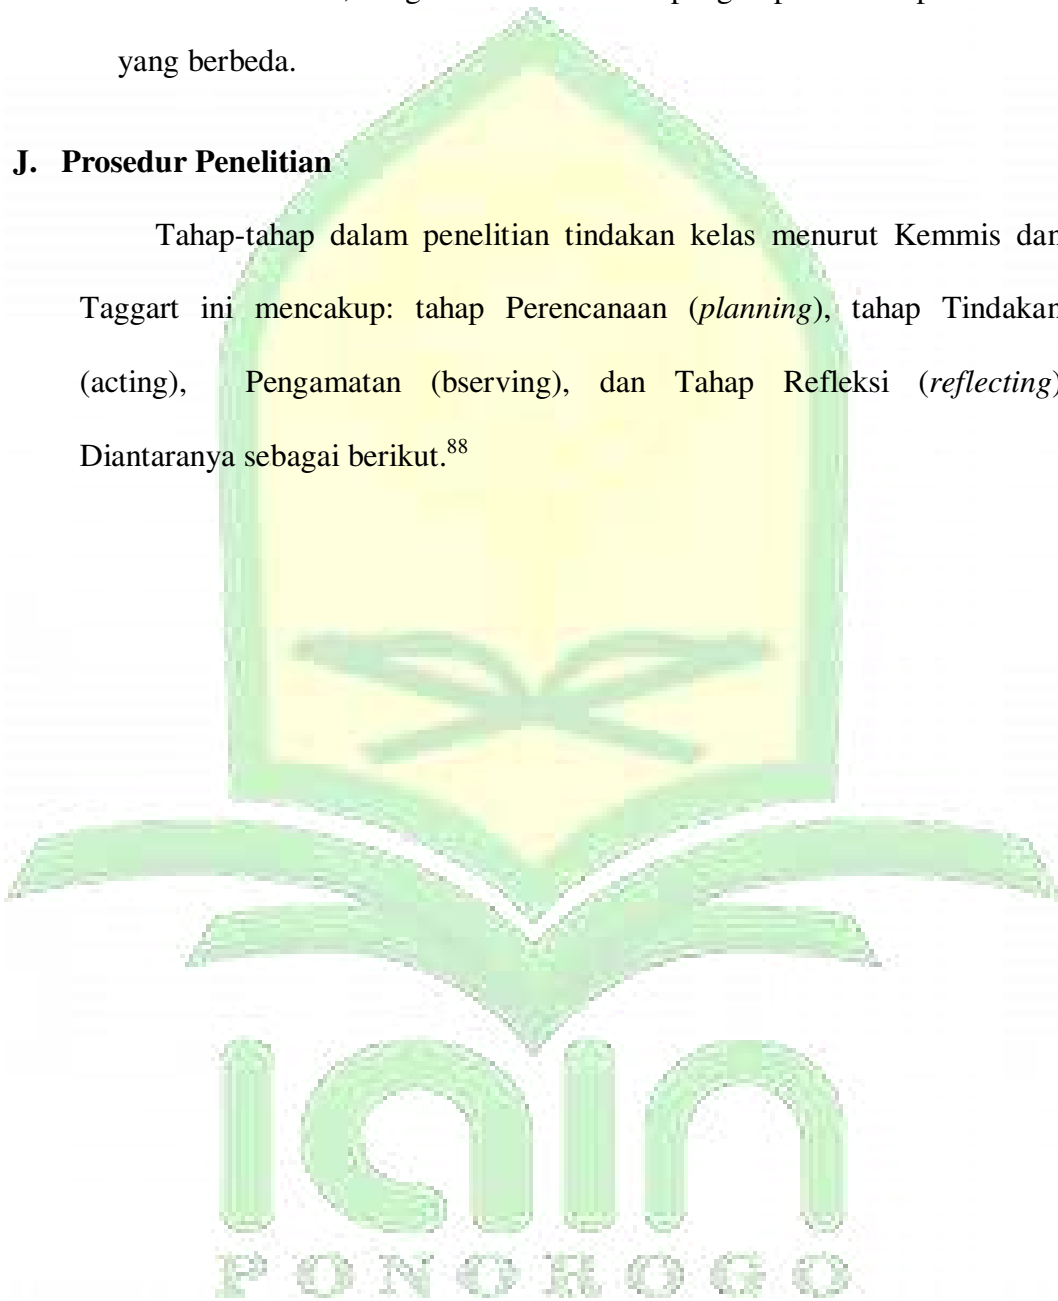 yang berbeda.
J. Prosedur Penelitian
Tahap-tahap dalam penelitian tindakan kelas menurut Kemmis dan
Taggart ini mencakup: tahap Perencanaan (planning), tahap Tindakan
(acting), Pengamatan (bserving), dan Tahap Refleksi (reflecting)
Diantaranya sebagai berikut.88
iain
PONOROGO